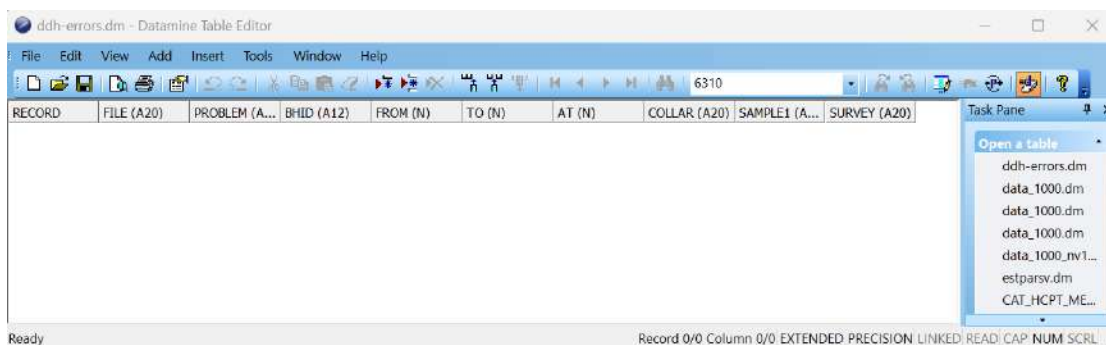 ddh-errors.dm - Datamine Table Editor
File Edit View Add Insert Tools Window Help
6310
RECORD FILE (A20) PROBLEM (A... BHID (A12) FROM (N) TO (N) AT (N) COLLAR (A20) SAMPLE1 (A... SURVEY (A20)
Task Pane
Open a table
ddh-errors.dm
data_1000.dm
data_1000.dm
data_1000.dm
data_1000_nv1...
estparsv.dm
CAT_HCPT_ME...
Ready Record 0/0 Column 0/0 EXTENDED PRECISION LINKED READ CAP NUM SCRL